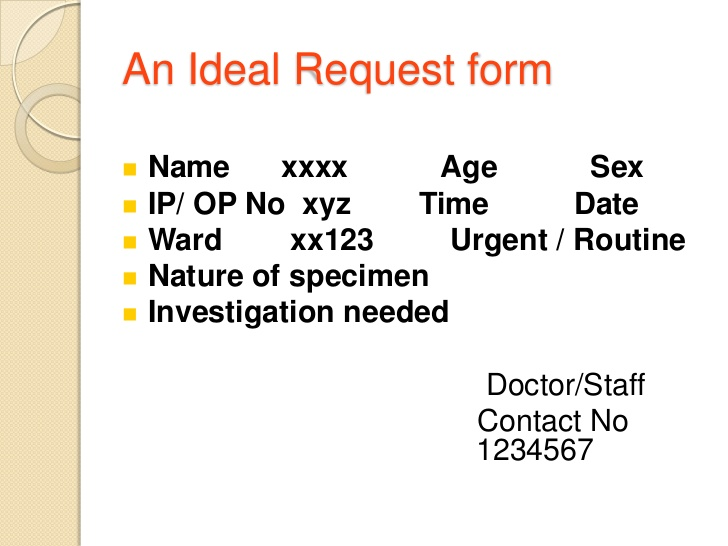 An Ideal Request form
Name xxxx Age Sex
IP/ OP No xyz Time Date
Ward xx123 Urgent / Routine
Nature of specimen
Investigation needed
Doctor/Staff
Contact No
1234567